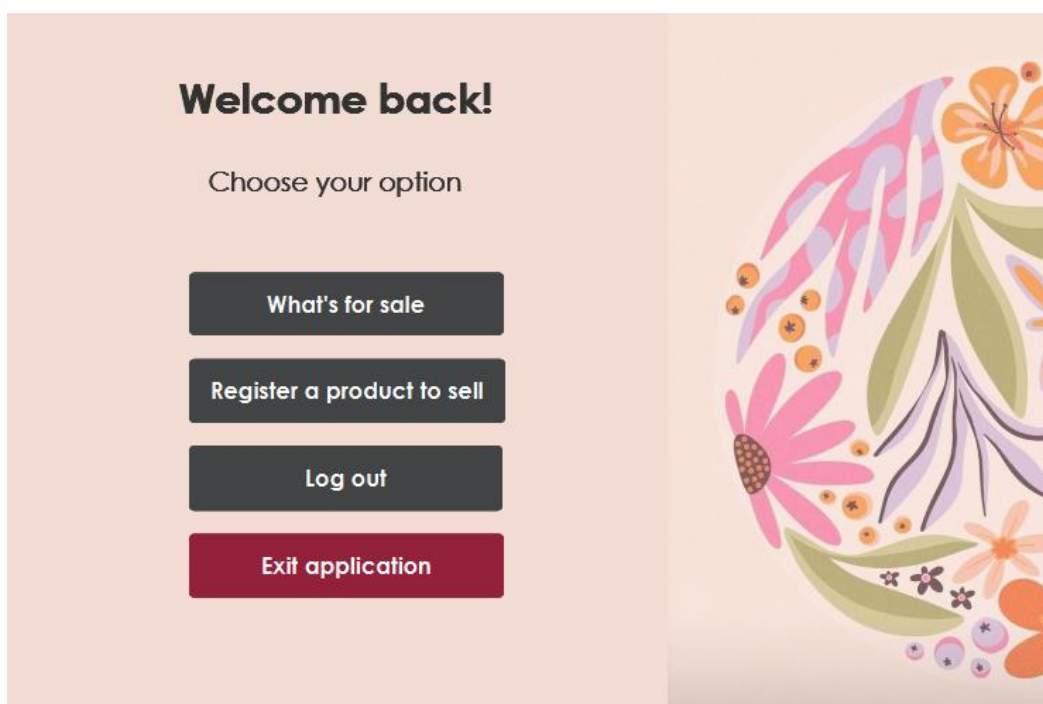 Welcome back!
Choose your option
What's for sale
Register a product to sell
Log out
Exit application